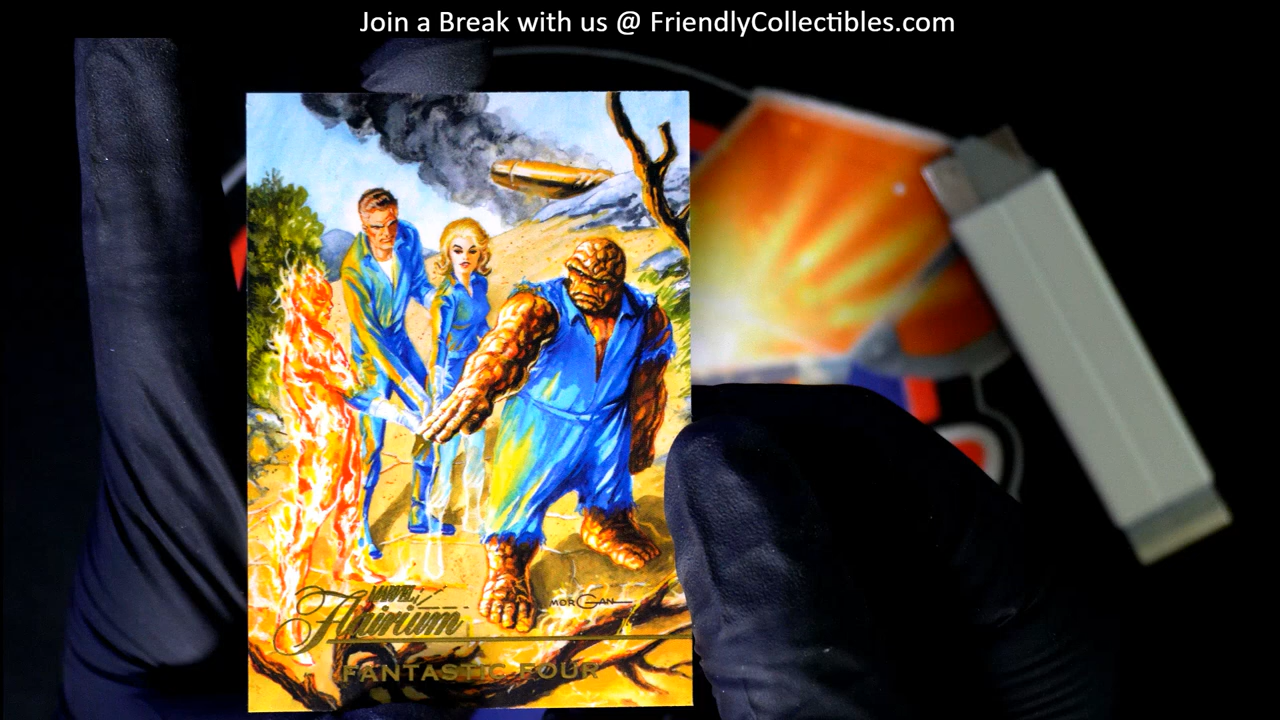 Join a Break with us @ FriendlyCollectibles.com
MARVEL
Flairium
MORGAN
FANTASTIC FOUR